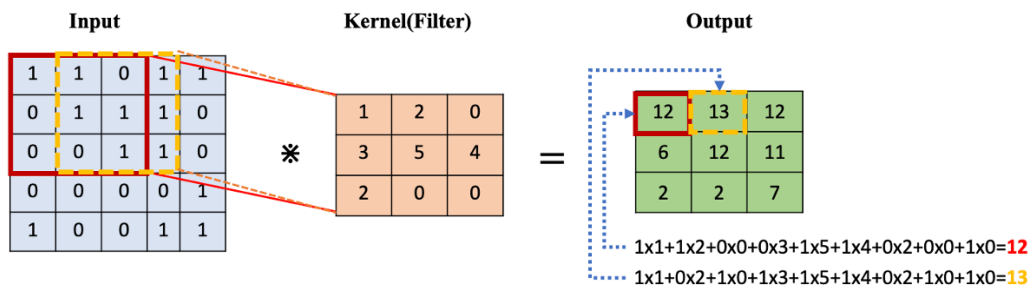 Input Kernel(Filter) Output
1 1 0 1 1
0 1 1 1 0
0 0 1 1 0
0 0 0 0 1
1 0 0 1 1
※
1 2 0
3 5 4
2 0 0
=
12 13 12
6 12 11
2 2 7
1x1+1x2+0x0+0x3+1x5+1x4+0x2+0x0+1x0=12
1x1+0x2+1x0+1x3+1x5+1x4+0x2+1x0+1x0=13